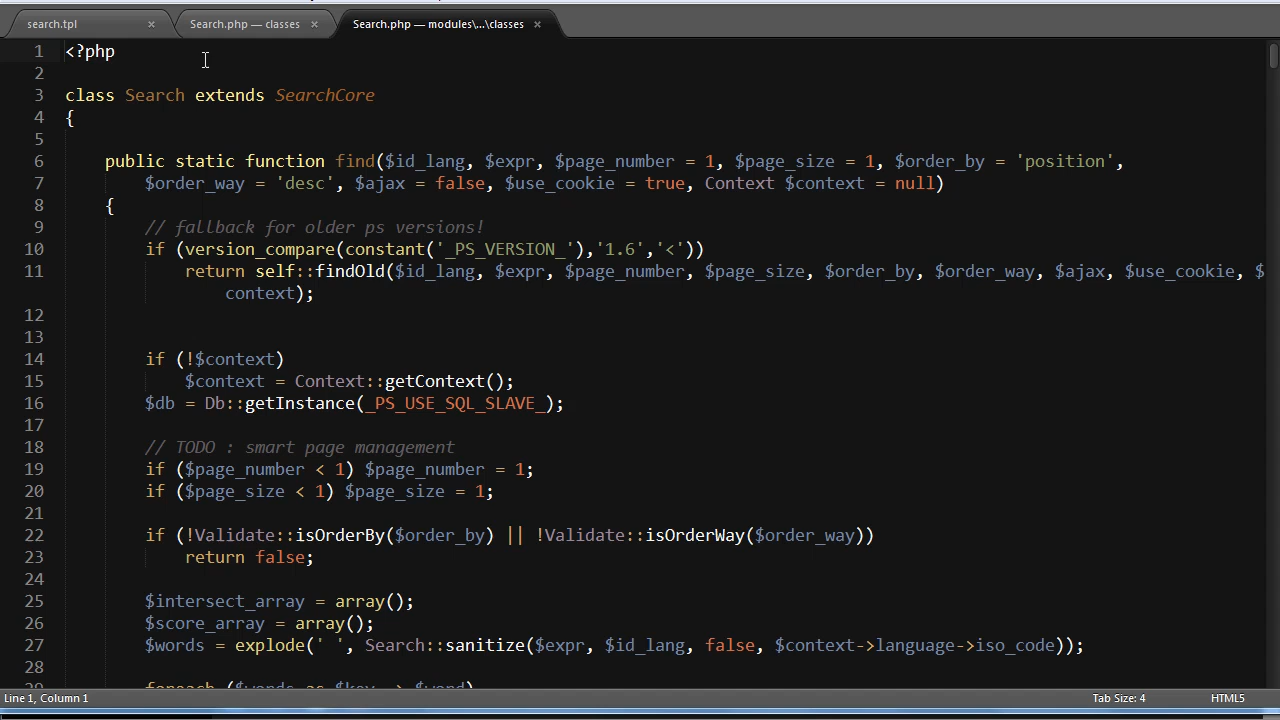 search.tpl × Search.php — classes × Search.php — modules\...\classes ×
1 <?php
2
3 class Search extends SearchCore
4 {
5
6 public static function find($id_lang, $expr, $page_number = 1, $page_size = 1, $order_by = 'position',
7 $order_way = 'desc', $ajax = false, $use_cookie = true, Context $context = null)
8 {
9 // fallback for older ps versions!
10 if (version_compare(constant('_PS_VERSION_'),'1.6','<'))
11 return self::findOld($id_lang, $expr, $page_number, $page_size, $order_by, $order_way, $ajax, $use_cookie, $
context);
12
13
14 if (!$context)
15 $context = Context::getContext();
16 $db = Db::getInstance(_PS_USE_SQL_SLAVE_);
17
18 // TODO : smart page management
19 if ($page_number < 1) $page_number = 1;
20 if ($page_size < 1) $page_size = 1;
21
22 if (!Validate::isOrderBy($order_by) || !Validate::isOrderWay($order_way))
23 return false;
24
25 $intersect_array = array();
26 $score_array = array();
27 $words = explode(' ', Search::sanitize($expr, $id_lang, false, $context->language->iso_code));
28
29 foreach ($words as $key => $word)
Line 1, Column 1 Tab Size: 4 HTML5